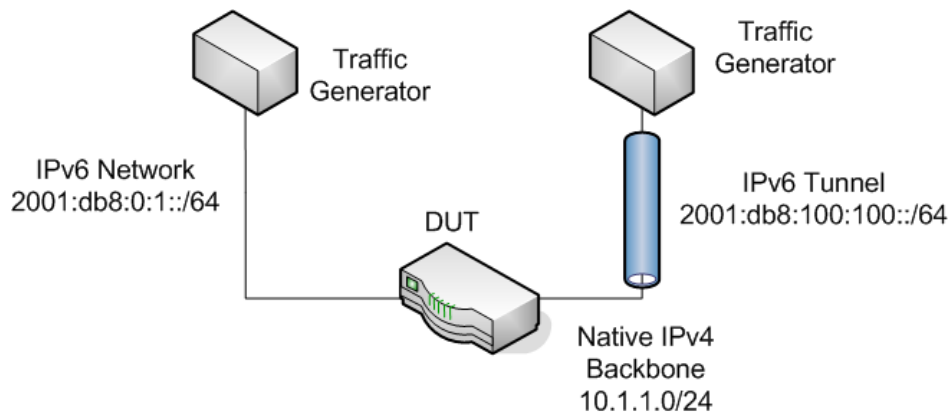 Traffic
Generator
Traffic
Generator
IPv6 Network
2001:db8:0:1::/64
IPv6 Tunnel
2001:db8:100:100::/64
DUT
Native IPv4
Backbone
10.1.1.0/24